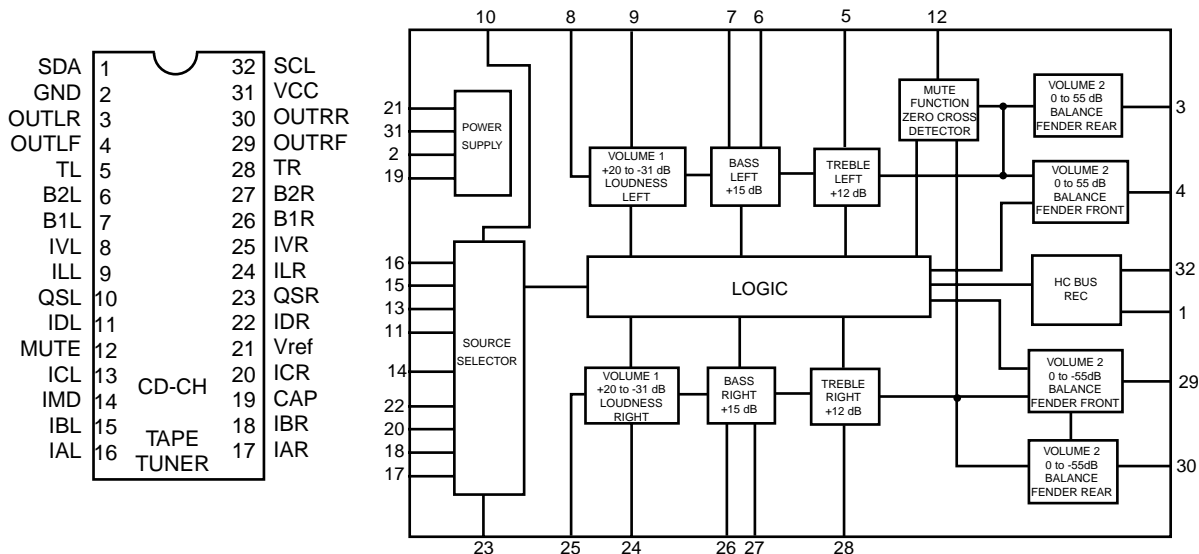 SDA 1
GND 2
OUTLR 3
OUTLF 4
TL 5
B2L 6
B1L 7
IVL 8
ILL 9
QSL 10
IDL 11
MUTE 12
ICL 13
IMD 14
IBL 15
IAL 16
CD-CH
TAPE
TUNER
32 SCL
31 VCC
30 OUTRR
29 OUTRF
28 TR
27 B2R
26 B1R
25 IVR
24 ILR
23 QSR
22 IDR
21 Vref
20 ICR
19 CAP
18 IBR
17 IAR
10 8 9 7 6 5 12
21
31
2
19
POWER
SUPPLY
VOLUME 1
+20 to -31 dB
LOUDNESS
LEFT
BASS
LEFT
+15 dB
TREBLE
LEFT
+12 dB
MUTE
FUNCTION
ZERO CROSS
DETECTOR
VOLUME 2
0 to 55 dB
BALANCE
FENDER REAR
3
VOLUME 2
0 to 55 dB
BALANCE
FENDER FRONT
4
16
15
13
11
14
22
20
18
17
SOURCE
SELECTOR
LOGIC
HC BUS
REC
32
1
VOLUME 1
+20 to -31 dB
LOUDNESS
RIGHT
BASS
RIGHT
+15 dB
TREBLE
RIGHT
+12 dB
VOLUME 2
0 to -55dB
BALANCE
FENDER FRONT
29
VOLUME 2
0 to -55dB
BALANCE
FENDER REAR
30
23 25 24 26 27 28